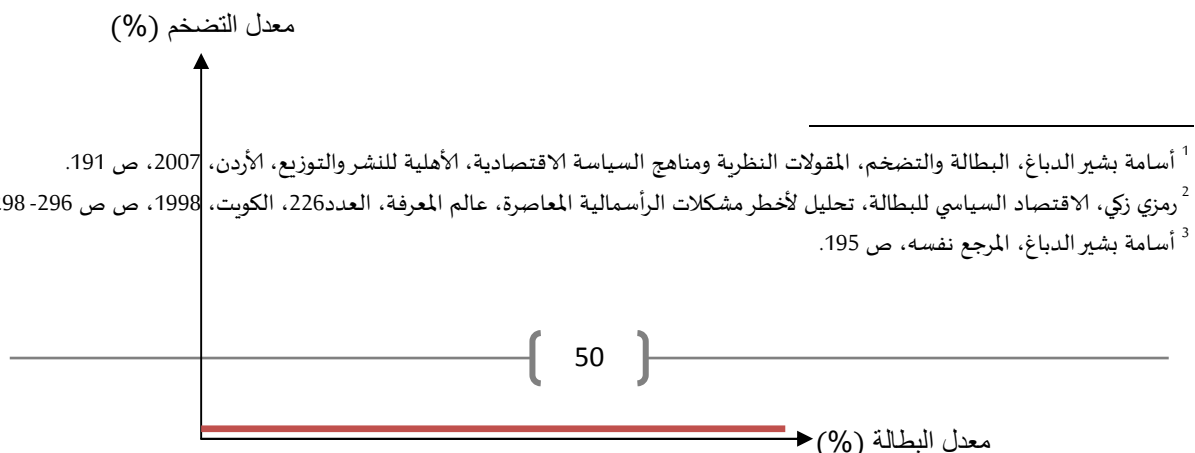 معدل التضخم (%)
1 أسامة بشير الدباغ، البطالة والتضخم، المقولات النظرية ومناهج السياسة الاقتصادية، الأهلية للنشر والتوزيع، الأردن، 2007، ص 191.
2 رمزي زكي، الاقتصاد السياسي للبطالة، تحليل لأخطر مشكلات الرأسمالية المعاصرة، عالم المعرفة، العدد226، الكويت، 1998، ص ص 296- 98
3 أسامة بشير الدباغ، المرجع نفسه، ص 195.
50
معدل البطالة (%)